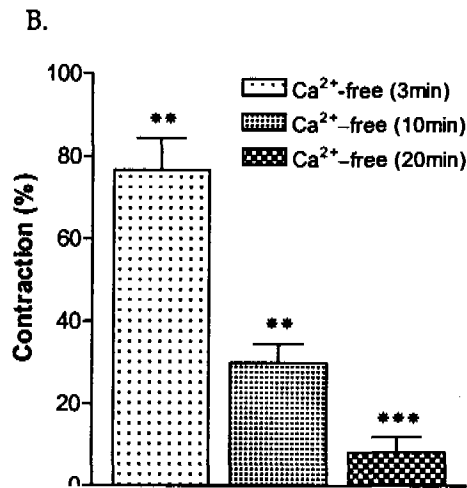 B.
100
80
60
40
20
0
Contraction (%)
Ca²⁺-free (3min)
Ca²⁺–free (10min)
Ca²⁺–free (20min)
**
**
***